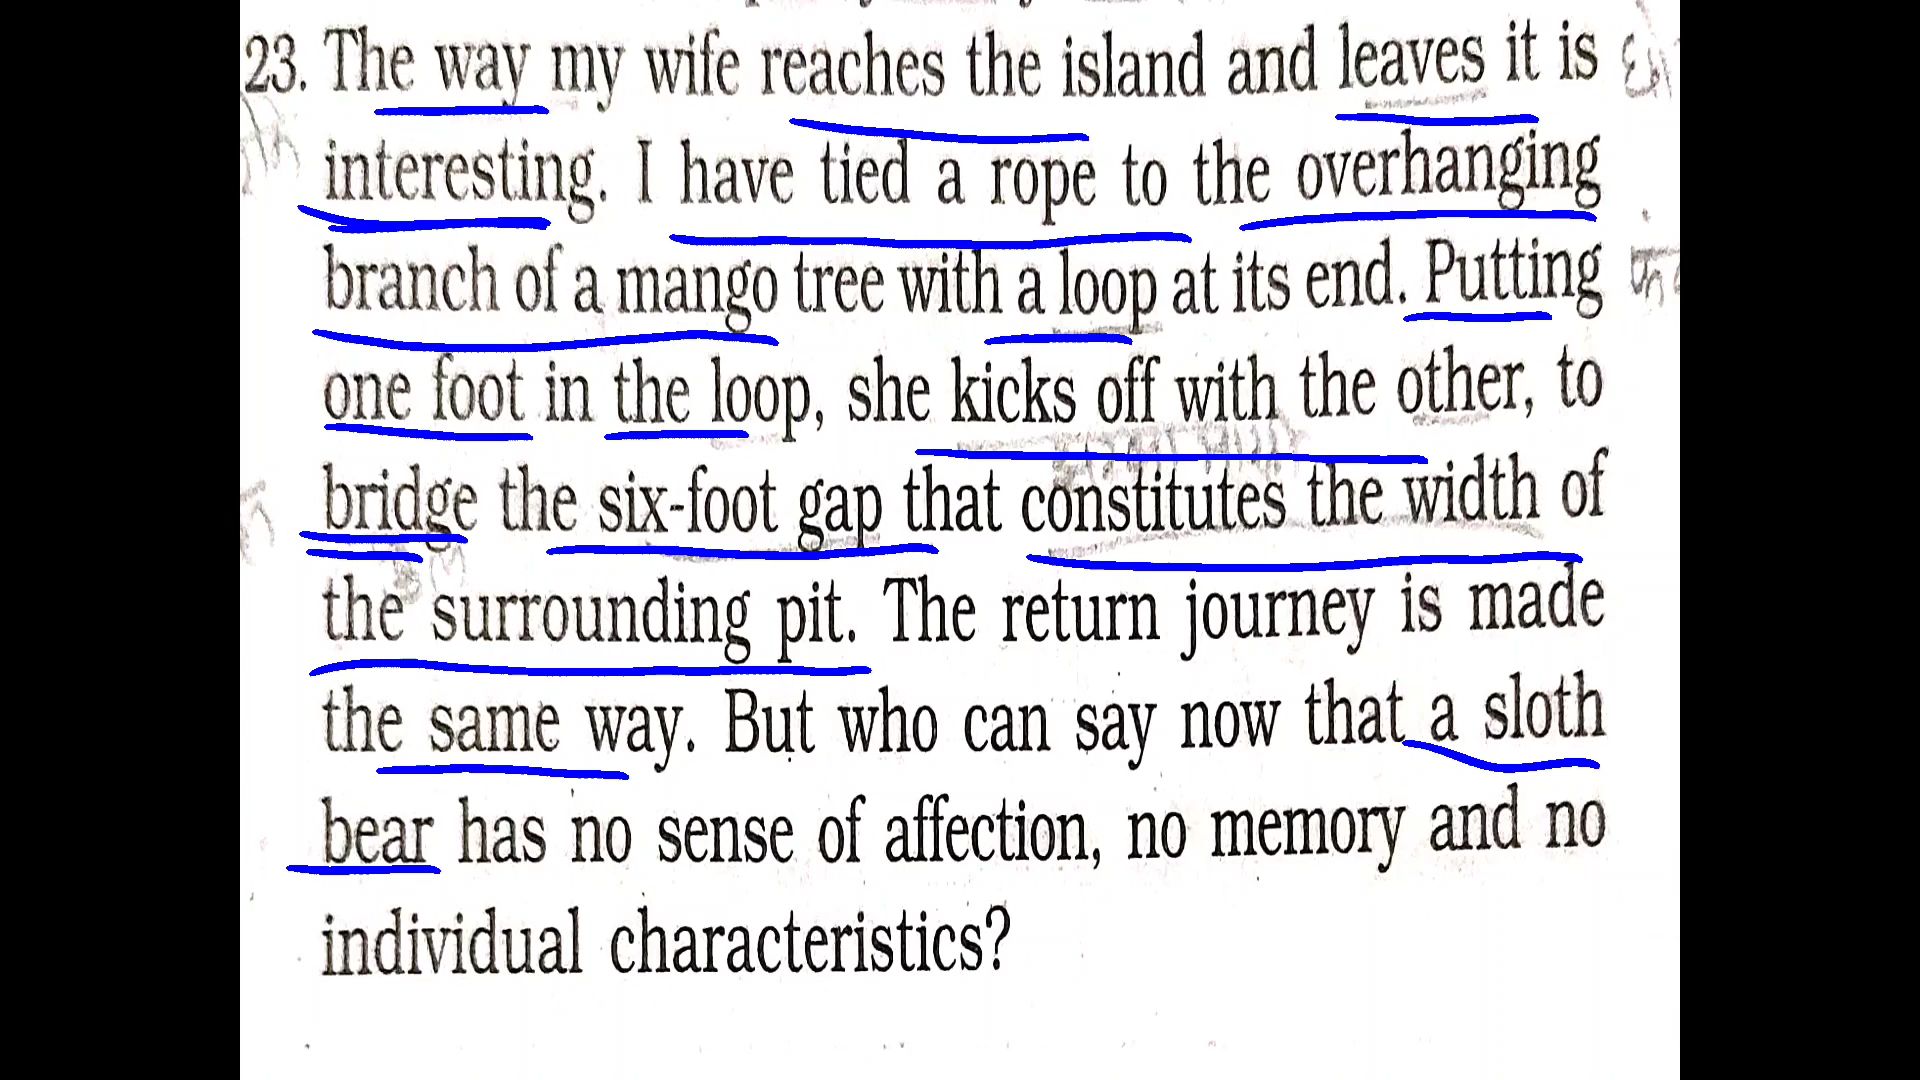 23. The way my wife reaches the island and leaves it is
interesting. I have tied a rope to the overhanging
branch of a mango tree with a loop at its end. Putting
one foot in the loop, she kicks off with the other, to
bridge the six-foot gap that constitutes the width of
the surrounding pit. The return journey is made
the same way. But who can say now that a sloth
bear has no sense of affection, no memory and no
individual characteristics?